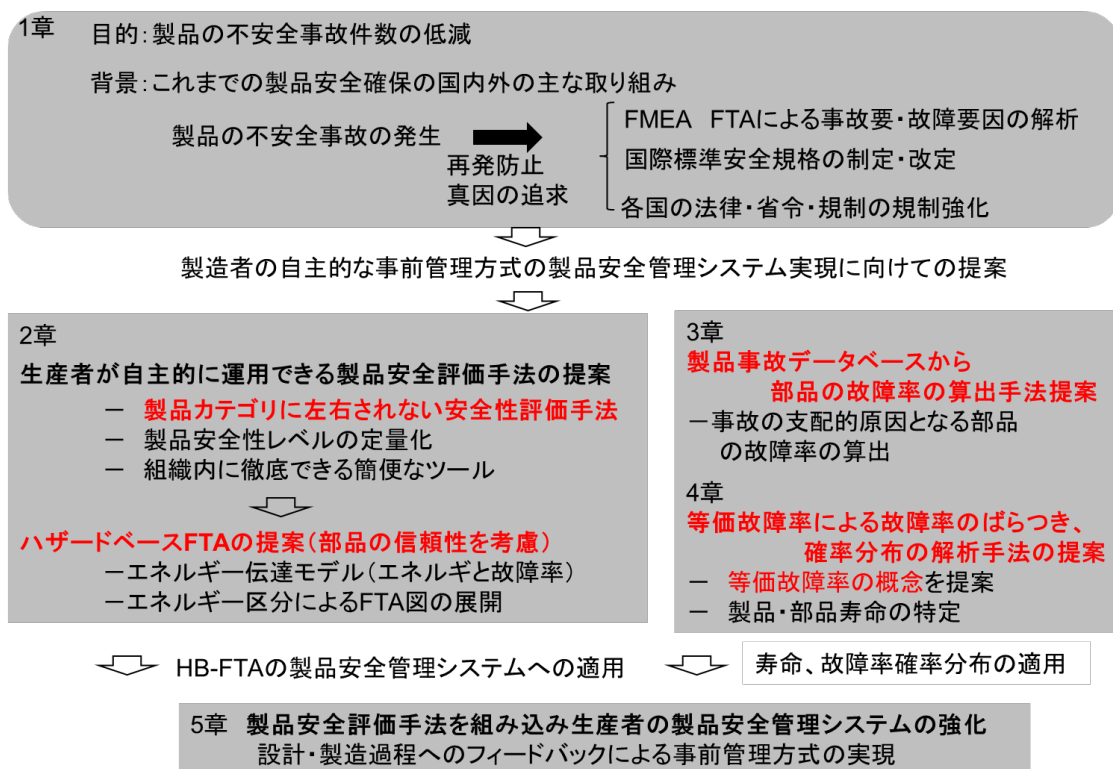 1章 目的：製品の不安全事故件数の低減
背景：これまでの製品安全確保の国内外の主な取り組み
製品の不安全事故の発生
再発防止
真因の追求
FMEA FTAによる事故要・故障要因の解析
国際標準安全規格の制定・改定
各国の法律・省令・規制の規制強化
製造者の自主的な事前管理方式の製品安全管理システム実現に向けての提案
2章
生産者が自主的に運用できる製品安全評価手法の提案
－ 製品カテゴリに左右されない安全性評価手法
－ 製品安全性レベルの定量化
－ 組織内に徹底できる簡便なツール
ハザードベースFTAの提案（部品の信頼性を考慮）
－エネルギー伝達モデル（エネルギと故障率）
－エネルギー区分によるFTA図の展開
3章
製品事故データベースから
部品の故障率の算出手法提案
－事故の支配的原因となる部品
の故障率の算出
4章
等価故障率による故障率のばらつき、
確率分布の解析手法の提案
－ 等価故障率の概念を提案
－ 製品・部品寿命の特定
HB-FTAの製品安全管理システムへの適用
寿命、故障率確率分布の適用
5章 製品安全評価手法を組み込み生産者の製品安全管理システムの強化
設計・製造過程へのフィードバックによる事前管理方式の実現